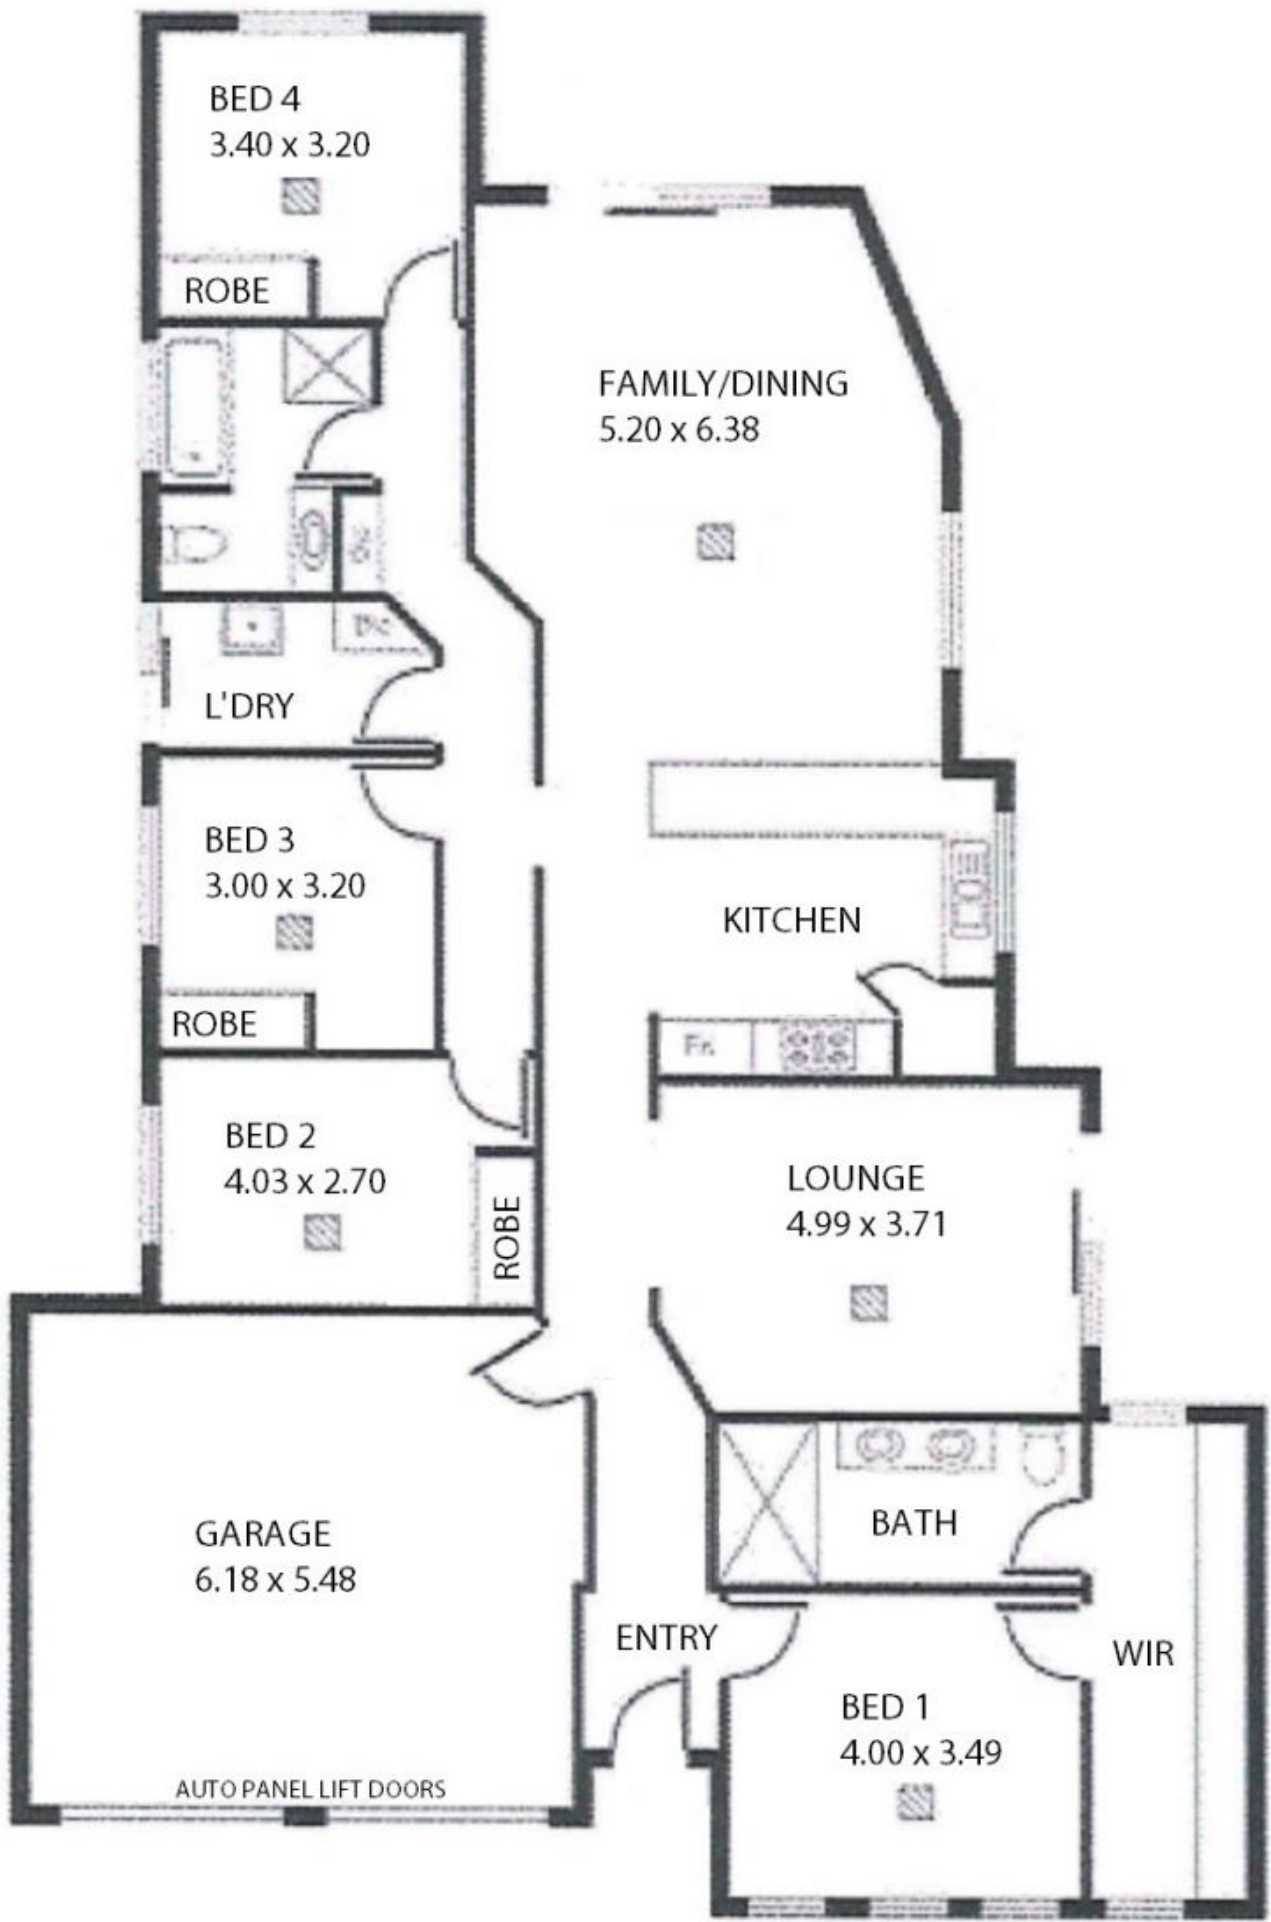 BED 4
3.40 x 3.20
ROBE
FAMILY/DINING
5.20 x 6.38
L'DRY
BED 3
3.00 x 3.20
ROBE
KITCHEN
Fr.
BED 2
4.03 x 2.70
ROBE
LOUNGE
4.99 x 3.71
GARAGE
6.18 x 5.48
AUTO PANEL LIFT DOORS
BATH
ENTRY
WIR
BED 1
4.00 x 3.49